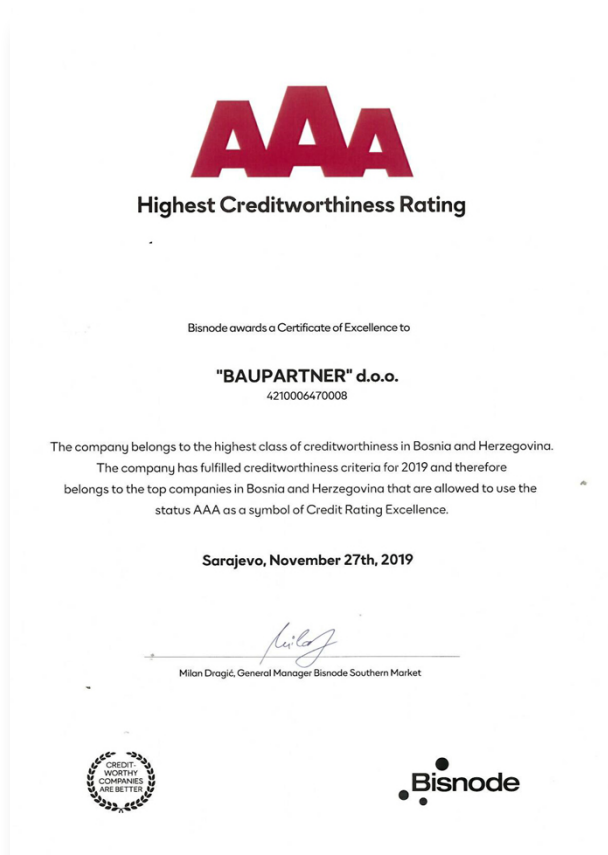 AAA
Highest Creditworthiness Rating
Bisnode awards a Certificate of Excellence to
"BAUPARTNER" d.o.o.
4210006470008
The company belongs to the highest class of creditworthiness in Bosnia and Herzegovina.
The company has fulfilled creditworthiness criteria for 2019 and therefore
belongs to the top companies in Bosnia and Herzegovina that are allowed to use the
status AAA as a symbol of Credit Rating Excellence.
Sarajevo, November 27th, 2019
Milan Dragić, General Manager Bisnode Southern Market
CREDIT-
WORTHY
COMPANIES
ARE BETTER
Bisnode